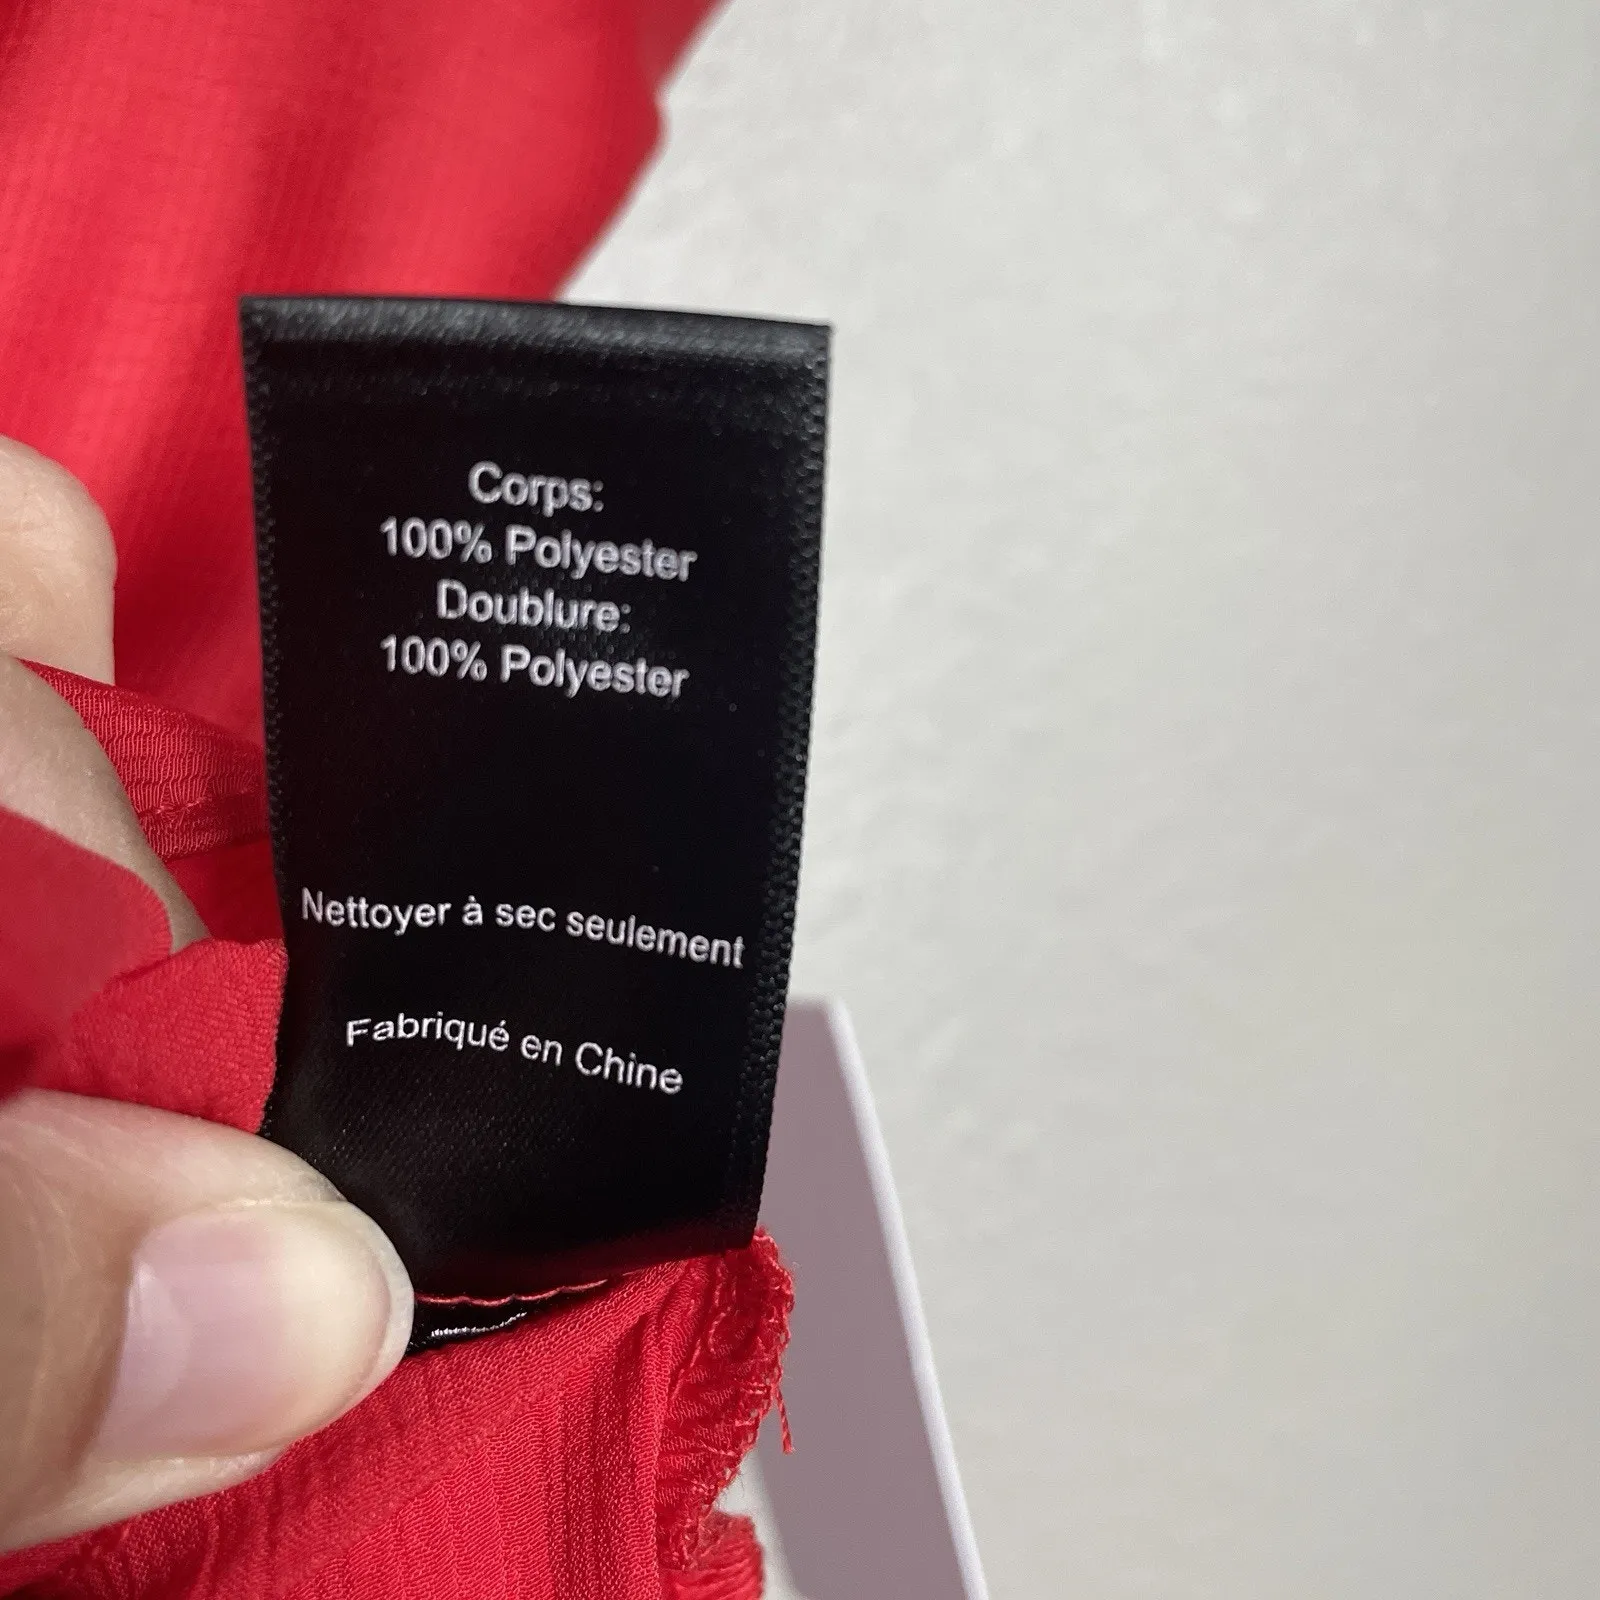 Corps:
100% Polyester
Doublure:
100% Polyester
Nettoyer à sec seulement
Fabriqué en Chine